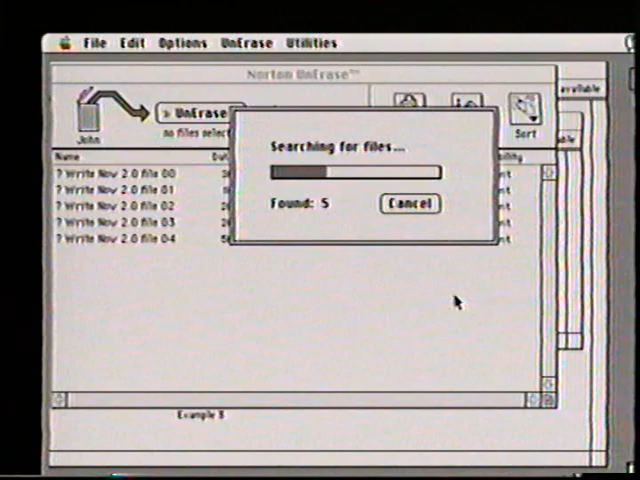 File Edit Options UnErase Utilities
Norton UnErase™
available
John
» UnErase
no files select
Sort
Name
? Write Now 2.0 file 00
? Write Now 2.0 file 01
? Write Now 2.0 file 02
? Write Now 2.0 file 03
? Write Now 2.0 file 04
Searching for files...
Found: 5
Cancel
Example 3